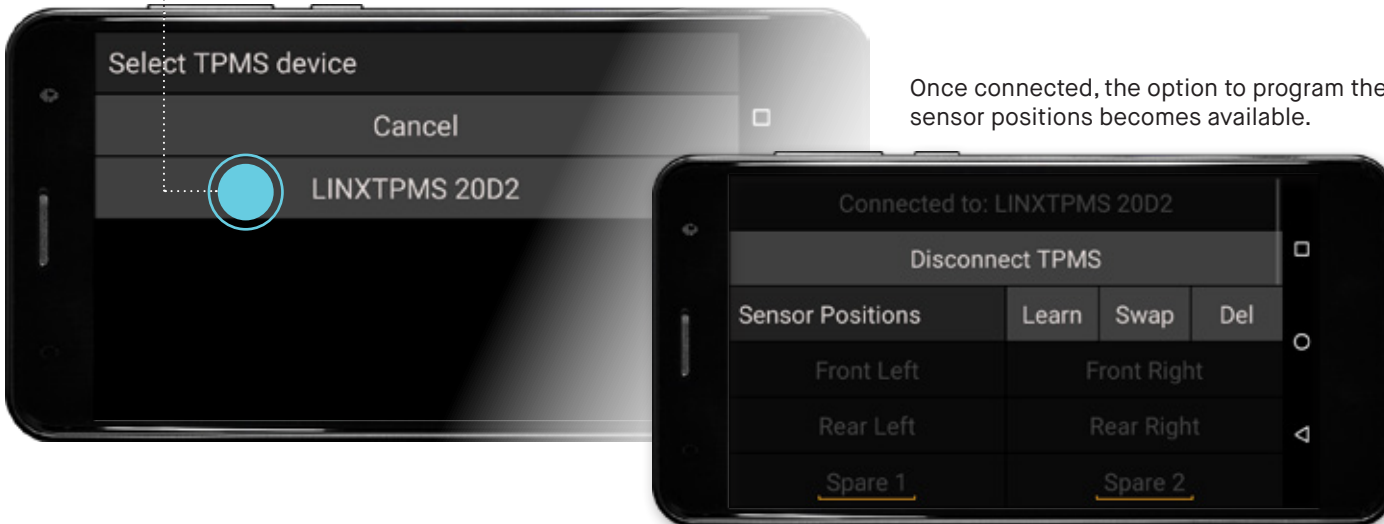 Select TPMS device
Cancel
LINXTPMS 20D2
Once connected, the option to program the
sensor positions becomes available.
Connected to: LINXTPMS 20D2
Disconnect TPMS
Sensor Positions Learn Swap Del
Front Left Front Right
Rear Left Rear Right
Spare 1 Spare 2